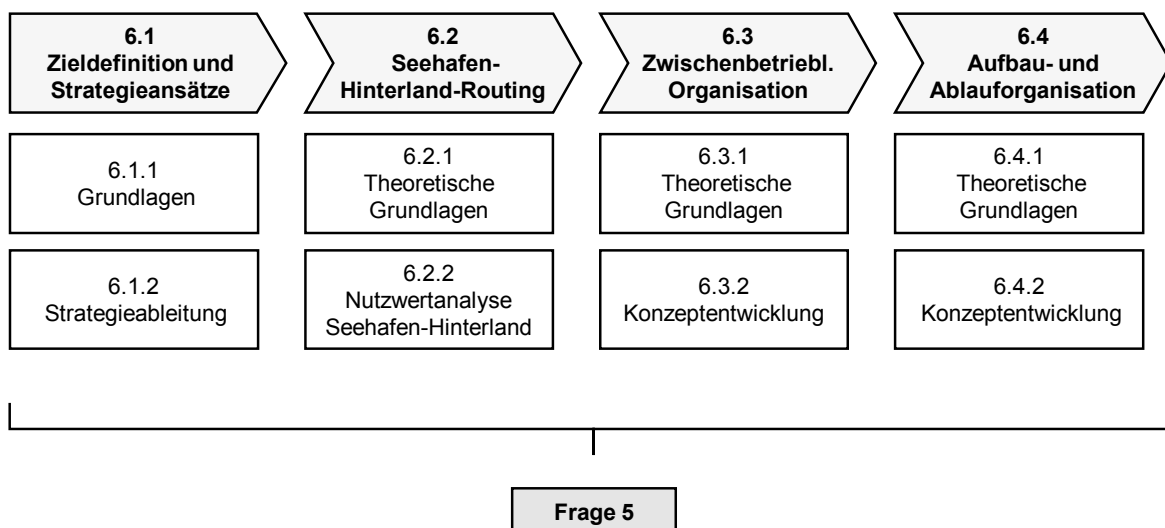 6.1
Zieldefinition und
Strategieansätze
6.2
Seehafen-
Hinterland-Routing
6.3
Zwischenbetriebl.
Organisation
6.4
Aufbau- und
Ablauforganisation
6.1.1
Grundlagen
6.2.1
Theoretische
Grundlagen
6.3.1
Theoretische
Grundlagen
6.4.1
Theoretische
Grundlagen
6.1.2
Strategieableitung
6.2.2
Nutzwertanalyse
Seehafen-Hinterland
6.3.2
Konzeptentwicklung
6.4.2
Konzeptentwicklung
Frage 5